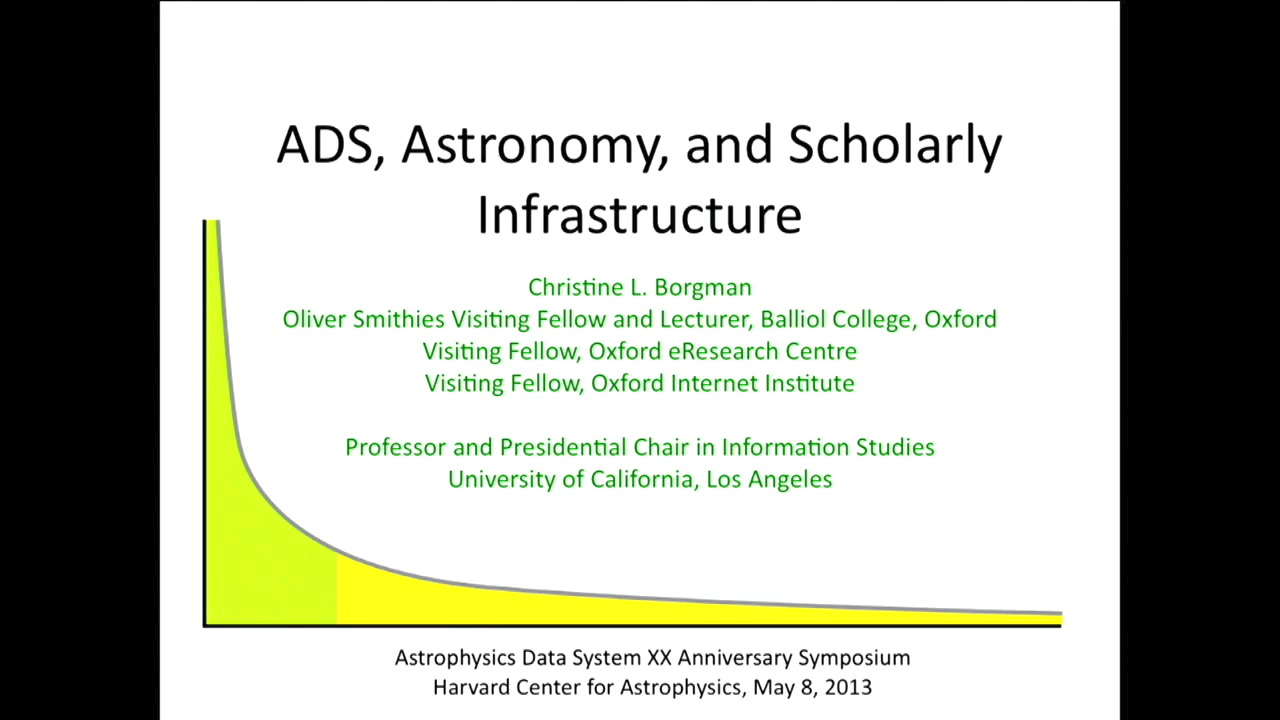 ADS, Astronomy, and Scholarly
Infrastructure
Christine L. Borgman
Oliver Smithies Visiting Fellow and Lecturer, Balliol College, Oxford
Visiting Fellow, Oxford eResearch Centre
Visiting Fellow, Oxford Internet Institute
Professor and Presidential Chair in Information Studies
University of California, Los Angeles
Astrophysics Data System XX Anniversary Symposium
Harvard Center for Astrophysics, May 8, 2013